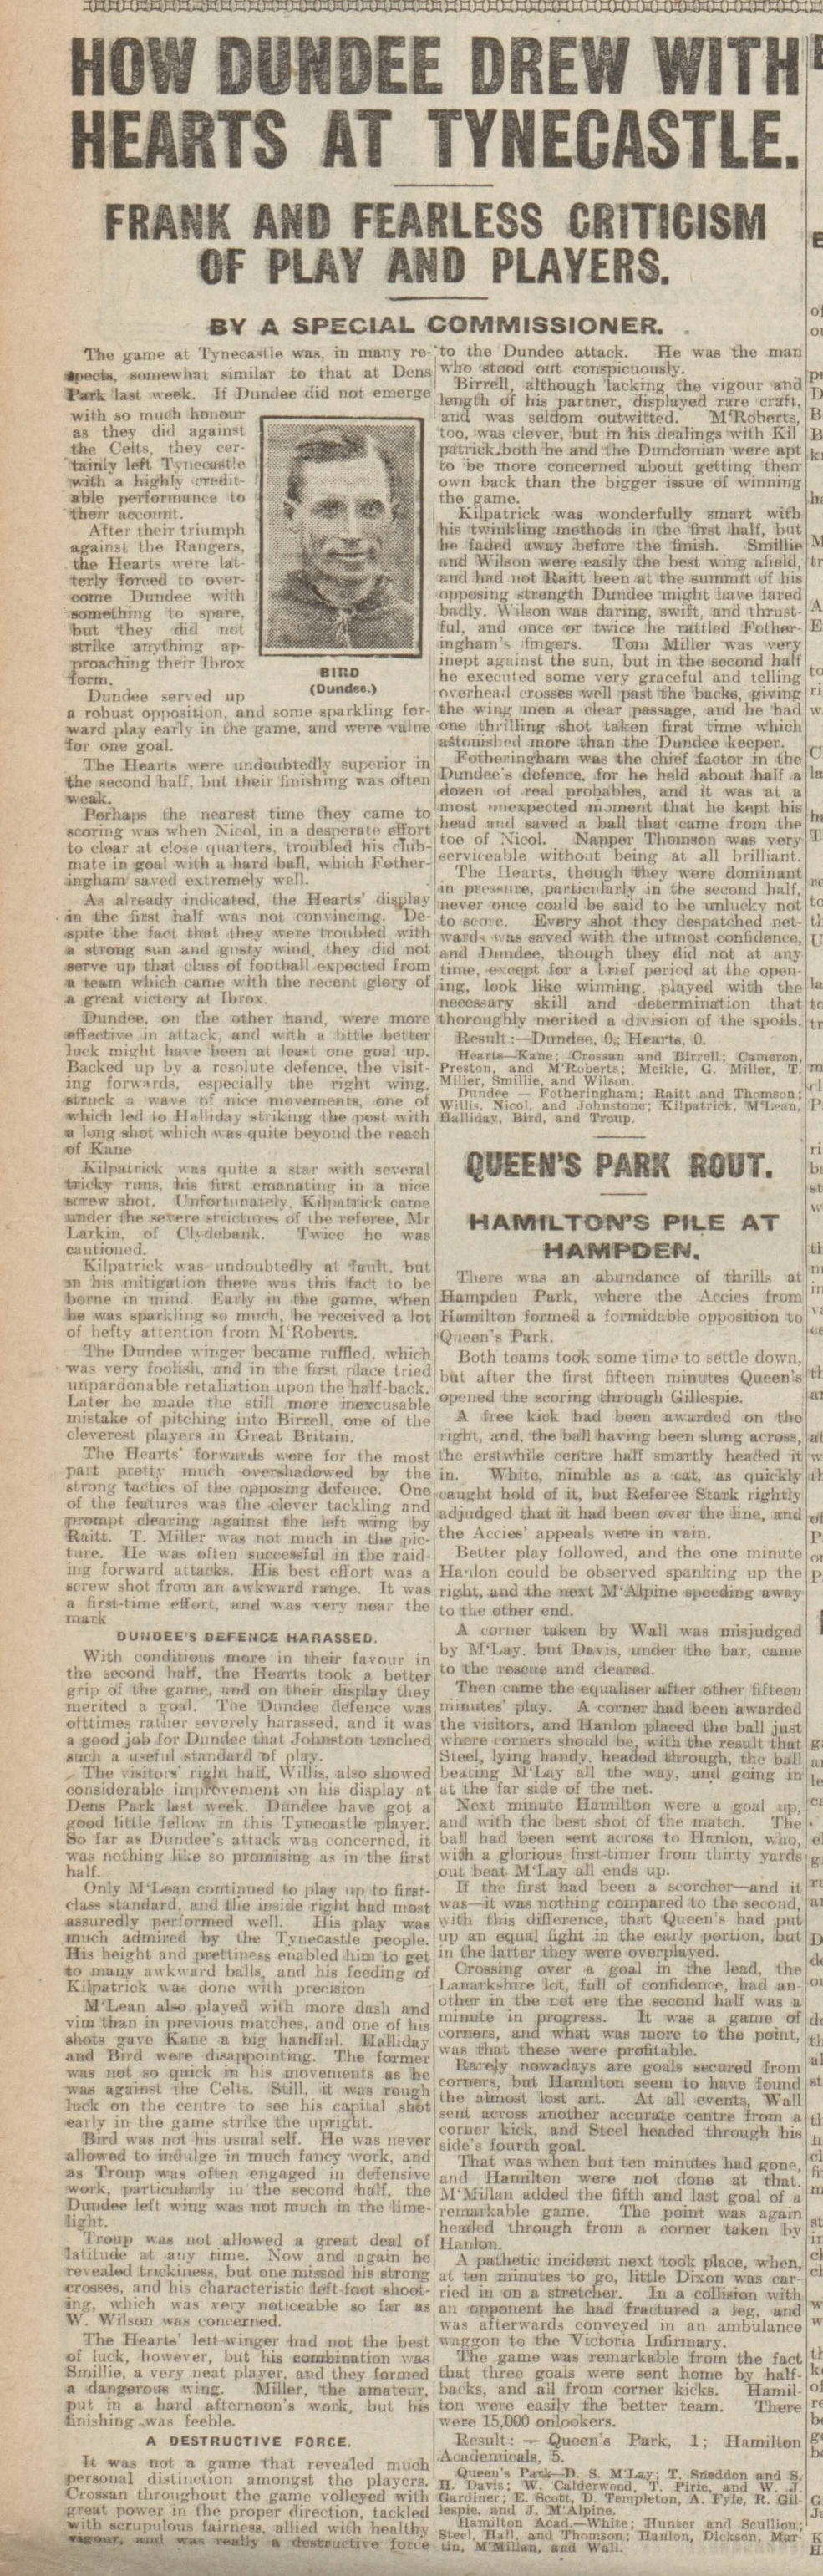 HOW DUNDEE DREW WITH
HEARTS AT TYNECASTLE.
FRANK AND FEARLESS CRITICISM
OF PLAY AND PLAYERS.
BY A SPECIAL COMMISSIONER.
The game at Tynecastle was, in many re-
spects, somewhat similar to that at Dens
Park last week. If Dundee did not emerge
with so much honour
as they did against
the Celts, they cer-
tainly left Tynecastle
with a highly credit-
able performance to
their account.
After their triumph
against the Rangers,
the Hearts were lat-
terly forced to over-
come Dundee with
something to spare,
but they did not
strike anything ap-
proaching their Ibrox
form.
Dundee served up
BIRD
(Dundee.)
a robust opposition, and some sparkling for-
ward play early in the game, and were value
for one goal.
The Hearts were undoubtedly superior in
the second half, but their finishing was often
weak.
Perhaps the nearest time they came to
scoring was when Nicol, in a desperate effort
to clear at close quarters, troubled his club-
mate in goal with a hard ball, which Fother-
ingham saved extremely well.
As already indicated, the Hearts' display
in the first half was not convincing. De-
spite the fact that they were troubled with
a strong sun and gusty wind, they did not
serve up that class of football expected from
a team which came with the recent glory of
a great victory at Ibrox.
Dundee, on the other hand, were more
effective in attack, and with a little better
luck might have been at least one goal up.
Backed up by a resolute defence, the visit-
ing forwards, especially the right wing,
struck a wave of nice movements, one of
which led to Halliday striking the post with
a long shot which was quite beyond the reach
of Kane
Kilpatrick was quite a star with several
tricky runs, his first emanating in a nice
screw shot. Unfortunately, Kilpatrick came
under the severe strictures of the referee, Mr
Larkin, of Clydebank. Twice he was
cautioned.
Kilpatrick was undoubtedly at fault, but
in his mitigation there was this fact to be
borne in mind. Early in the game, when
he was sparkling so much, he received a lot
of hefty attention from M'Roberts.
The Dundee winger became ruffled, which
was very foolish, and in the first place tried
unpardonable retaliation upon the half-back.
Later he made the still more inexcusable
mistake of pitching into Birrell, one of the
cleverest players in Great Britain.
The Hearts' forwards were for the most
part pretty much overshadowed by the
strong tactics of the opposing defence. One
of the features was the clever tackling and
prompt clearing against the left wing by
Raitt. T. Miller was not much in the pic-
ture. He was often successful in the raid-
ing forward attacks. His best effort was a
screw shot from an awkward range. It was
a first-time effort, and was very near the
mark
DUNDEE'S DEFENCE HARASSED.
With conditions more in their favour in
the second half, the Hearts took a better
grip of the game, and on their display they
merited a goal. The Dundee defence was
ofttimes rather severely harassed, and it was
a good job for Dundee that Johnston touched
such a useful standard of play.
The visitors' right half, Willis, also showed
considerable improvement on his display at
Dens Park last week. Dundee have got a
good little fellow in this Tynecastle player.
So far as Dundee's attack was concerned, it
was nothing like so promising as in the first
half.
Only M'Lean continued to play up to first-
class standard, and the inside right had most
assuredly performed well. His play was
much admired by the Tynecastle people.
His height and prettiness enabled him to get
to many awkward balls, and his feeding of
Kilpatrick was done with precision
M'Lean also played with more dash and
vim than in previous matches, and one of his
shots gave Kane a big handful. Halliday
and Bird were disappointing. The former
was not so quick in his movements as he
was against the Celts. Still, it was rough
luck on the centre to see his capital shot
early in the game strike the upright.
Bird was not his usual self. He was never
allowed to indulge in much fancy work, and
as Troup was often engaged in defensive
work, particularly in the second half, the
Dundee left wing was not much in the lime-
light.
Troup was not allowed a great deal of
latitude at any time. Now and again he
revealed trickiness, but one missed his strong
crosses, and his characteristic left-foot shoot-
ing, which was very noticeable so far as
W. Wilson was concerned.
The Hearts' left-winger had not the best
of luck, however, but his combination was
Smillie, a very neat player, and they formed
a dangerous wing. Miller, the amateur,
put in a hard afternoon's work, but his
finishing was feeble.
A DESTRUCTIVE FORCE.
It was not a game that revealed much
personal distinction amongst the players.
Crossan throughout the game volleyed with
great power in the proper direction, tackled
with scrupulous fairness, allied with healthy
vigour, and was really a destructive force
to the Dundee attack. He was the man
who stood out conspicuously.
Birrell, although lacking the vigour and
length of his partner, displayed rare craft,
and was seldom outwitted. M'Roberts,
too, was clever, but in his dealings with Kil
patrick both he and the Dundonian were apt
to be more concerned about getting their
own back than the bigger issue of winning
the game.
Kilpatrick was wonderfully smart with
his twinkling methods in the first half, but
he faded away before the finish. Smillie
and Wilson were easily the best wing afield,
and had not Raitt been at the summit of his
opposing strength Dundee might have fared
badly. Wilson was daring, swift, and thrust-
ful, and once or twice he rattled Fother-
ingham's fingers. Tom Miller was very
inept against the sun, but in the second half
he executed some very graceful and telling
overhead crosses well past the backs, giving
the wing men a clear passage, and he had
one thrilling shot taken first time which
astonished more than the Dundee keeper.
Fotheringham was the chief factor in the
Dundee's defence, for he held about half a
dozen of real probables, and it was at a
most unexpected moment that he kept his
head and saved a ball that came from the
toe of Nicol. Napper Thomson was very
serviceable without being at all brilliant.
The Hearts, though they were dominant
in pressure, particularly in the second half,
never once could be said to be unlucky not
to score. Every shot they despatched net-
wards was saved with the utmost confidence,
and Dundee, though they did not at any
time, except for a brief period at the open-
ing, look like winning, played with the
necessary skill and determination that
thoroughly merited a division of the spoils.
Result:—Dundee, 0; Hearts, 0.
Hearts—Kane; Crossan and Birrell; Cameron,
Preston, and M'Roberts; Meikle, G. Miller, T.
Miller, Smillie, and Wilson.
Dundee — Fotheringham; Raitt and Thomson;
Willis, Nicol, and Johnstone; Kilpatrick, M'Lean,
Halliday, Bird, and Troup.
QUEEN'S PARK ROUT.
HAMILTON'S PILE AT
HAMPDEN.
There was an abundance of thrills at
Hampden Park, where the Accies from
Hamilton formed a formidable opposition to
Queen's Park.
Both teams took some time to settle down,
but after the first fifteen minutes Queen's
opened the scoring through Gillespie.
A free kick had been awarded on the
right, and, the ball having been slung across,
the erstwhile centre half smartly headed it
in. White, nimble as a cat, as quickly
caught hold of it, but Referee Stark rightly
adjudged that it had been over the line, and
the Accies' appeals were in vain.
Better play followed, and the one minute
Hanlon could be observed spanking up the
right, and the next M'Alpine speeding away
to the other end.
A corner taken by Wall was misjudged
by M'Lay, but Davis, under the bar, came
to the rescue and cleared.
Then came the equaliser after other fifteen
minutes' play. A corner had been awarded
the visitors, and Hanlon placed the ball just
where corners should be, with the result that
Steel, lying handy, headed through, the ball
beating M'Lay all the way, and going in
at the far side of the net.
Next minute Hamilton were a goal up,
and with the best shot of the match. The
ball had been sent across to Hanlon, who,
with a glorious first-timer from thirty yards
out beat M'Lay all ends up.
If the first had been a scorcher—and it
was—it was nothing compared to the second,
with this difference, that Queen's had put
up an equal fight in the early portion, but
in the latter they were overplayed.
Crossing over a goal in the lead, the
Lanarkshire lot, full of confidence, had an-
other in the net ere the second half was a
minute in progress. It was a game of
corners, and what was more to the point,
was that these were profitable.
Rarely nowadays are goals secured from
corners, but Hamilton seem to have found
the almost lost art. At all events, Wall
sent across another accurate centre from a
corner kick, and Steel headed through his
side's fourth goal.
That was when but ten minutes had gone,
and Hamilton were not done at that.
M'Millan added the fifth and last goal of a
remarkable game. The point was again
headed through from a corner taken by
Hanlon.
A pathetic incident next took place, when,
at ten minutes to go, little Dixon was car-
ried in on a stretcher. In a collision with
an opponent he had fractured a leg, and
was afterwards conveyed in an ambulance
waggon to the Victoria Infirmary.
The game was remarkable from the fact
that three goals were sent home by half-
backs, and all from corner kicks. Hamil-
ton were easily the better team. There
were 15,000 onlookers.
Result: — Queen's Park, 1; Hamilton
Academicals, 5.
Queen's Park—D. S. M'Lay; T. Sneddon and S.
H. Davis; W. Calderwood, T. Pirie, and W. J.
Gardiner; E. Scott, D. Templeton, A. Fyfe, R. Gil-
lespie, and J. M'Alpine.
Hamilton Acad.—White; Hunter and Scullion;
Steel, Hall, and Thomson; Hanlon, Dickson, Mar-
tin, M'Millan, and Wall.